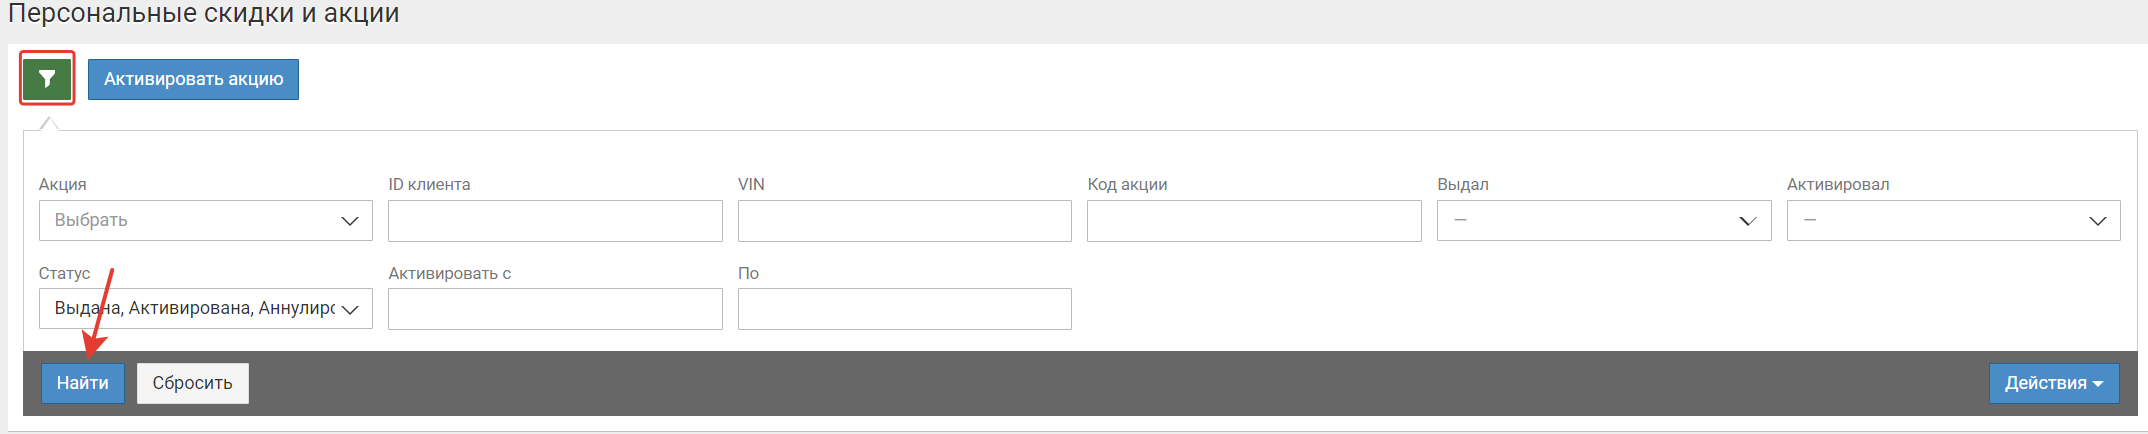 Персональные скидки и акции
Активировать акцию
Акция ID клиента VIN Код акции Выдал Активировал
Выбрать — —
Статус Активировать с По
Выдана, Активирована, Аннулирс
Найти Сбросить Действия